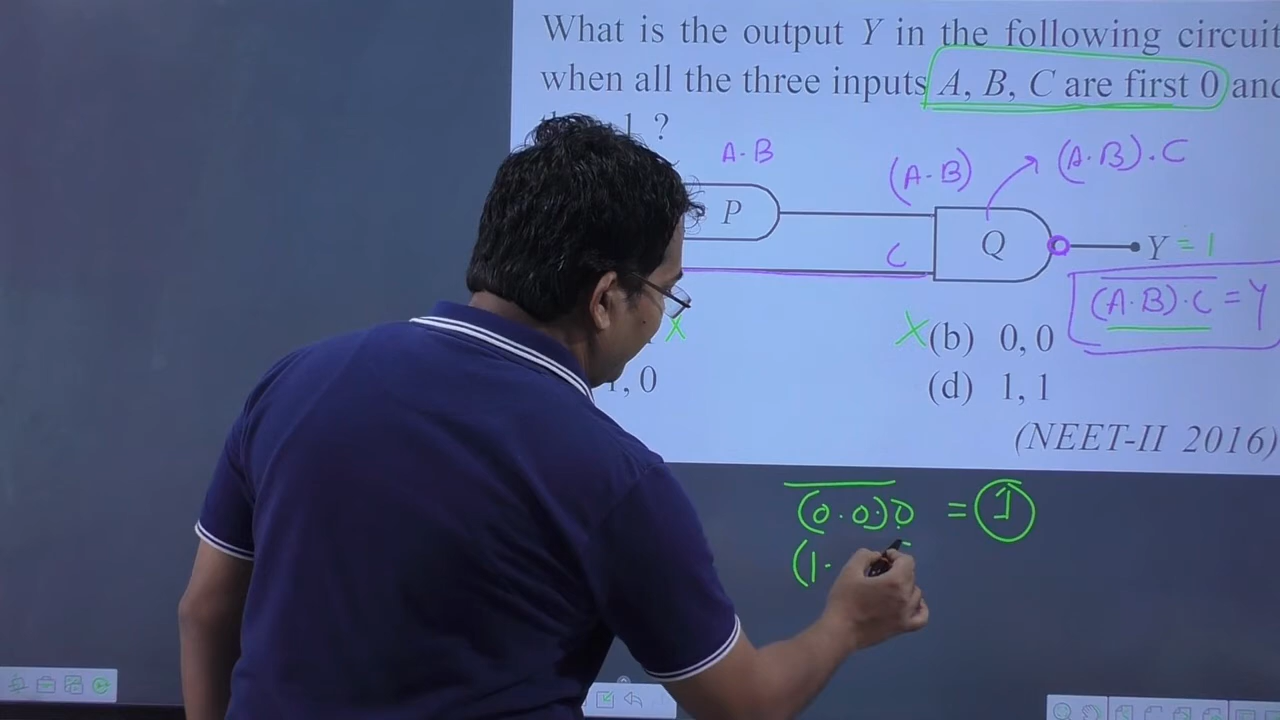 What is the output Y in the following circuit
when all the three inputs A, B, C are first 0 and
1 ?
A·B
(A·B)
(A·B)·C
P
C
Q
Y = 1
(A·B)·C = Y
X
X (b) 0, 0
1, 0
(d) 1, 1
(NEET-II 2016)
(0·0)·0 = 1
(1·